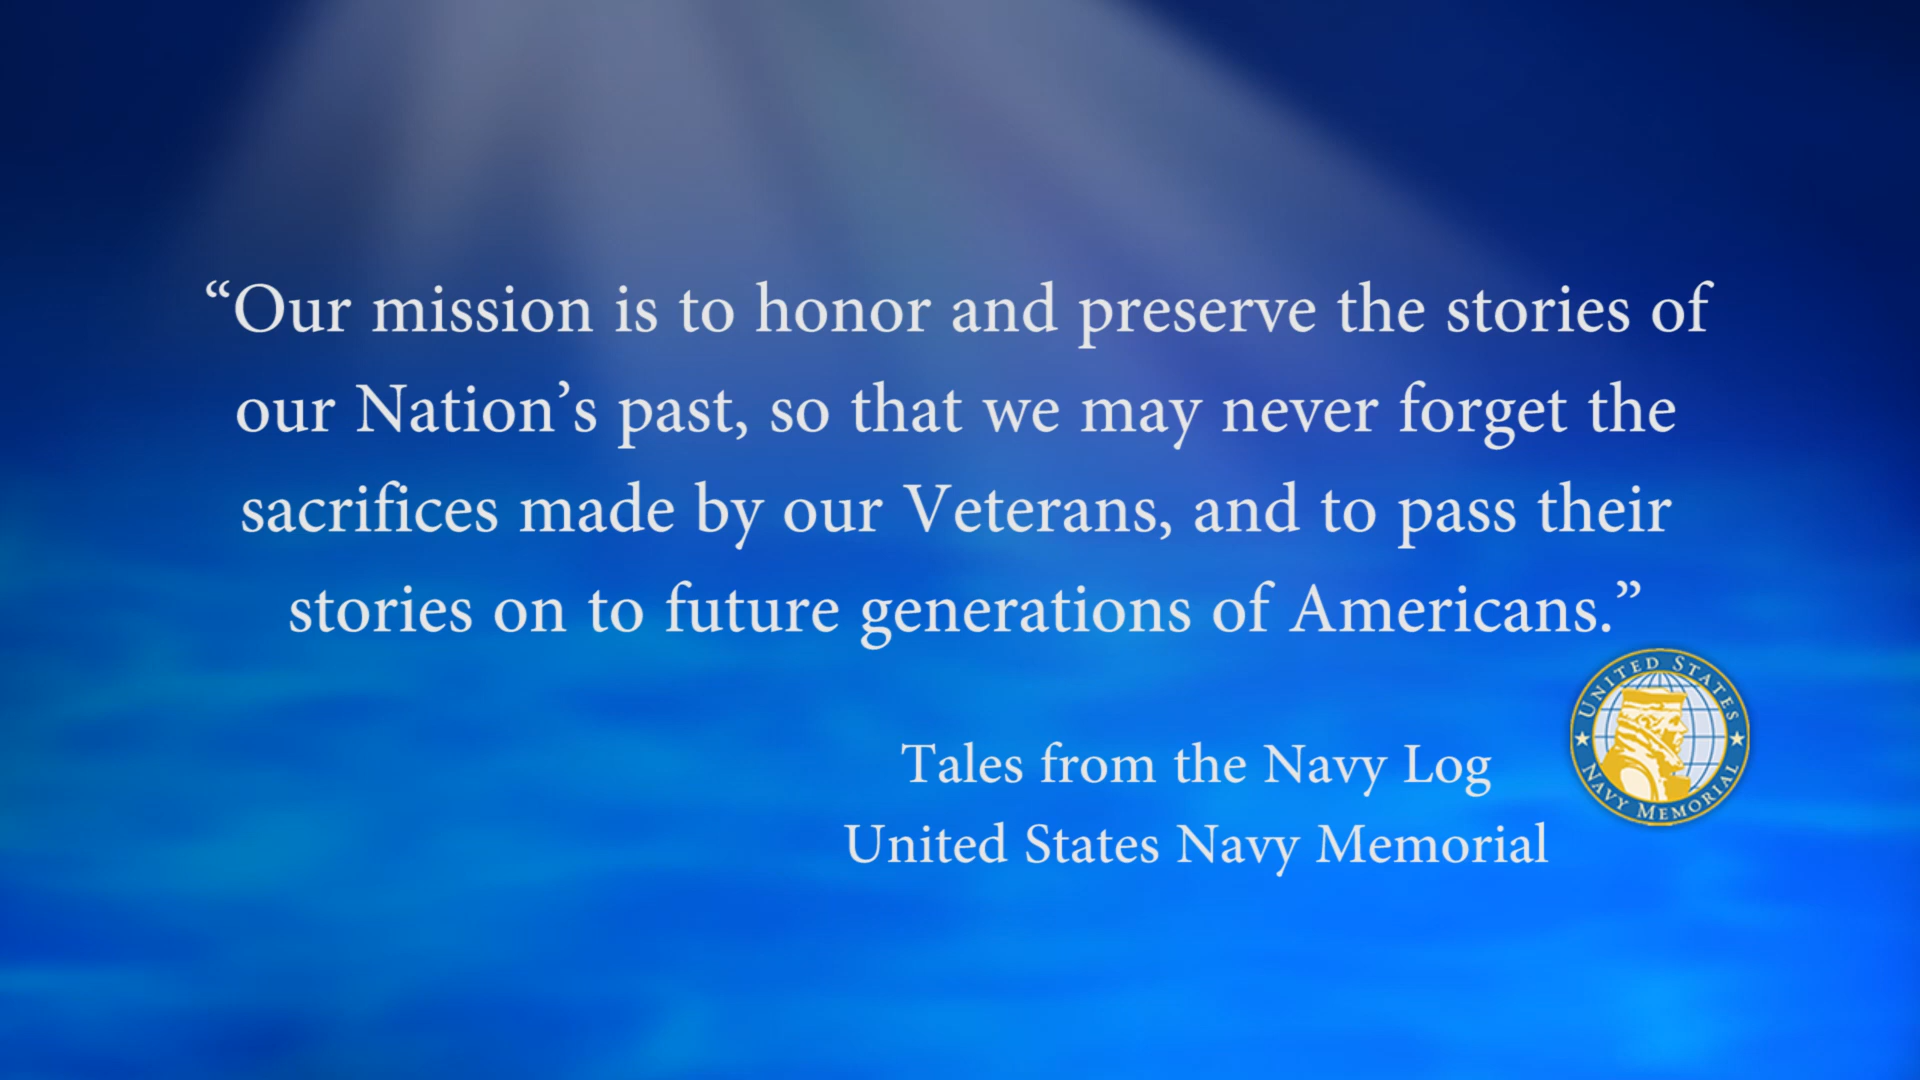 “Our mission is to honor and preserve the stories of
our Nation’s past, so that we may never forget the
sacrifices made by our Veterans, and to pass their
stories on to future generations of Americans.”
Tales from the Navy Log
United States Navy Memorial
UNITED STATES
NAVY MEMORIAL